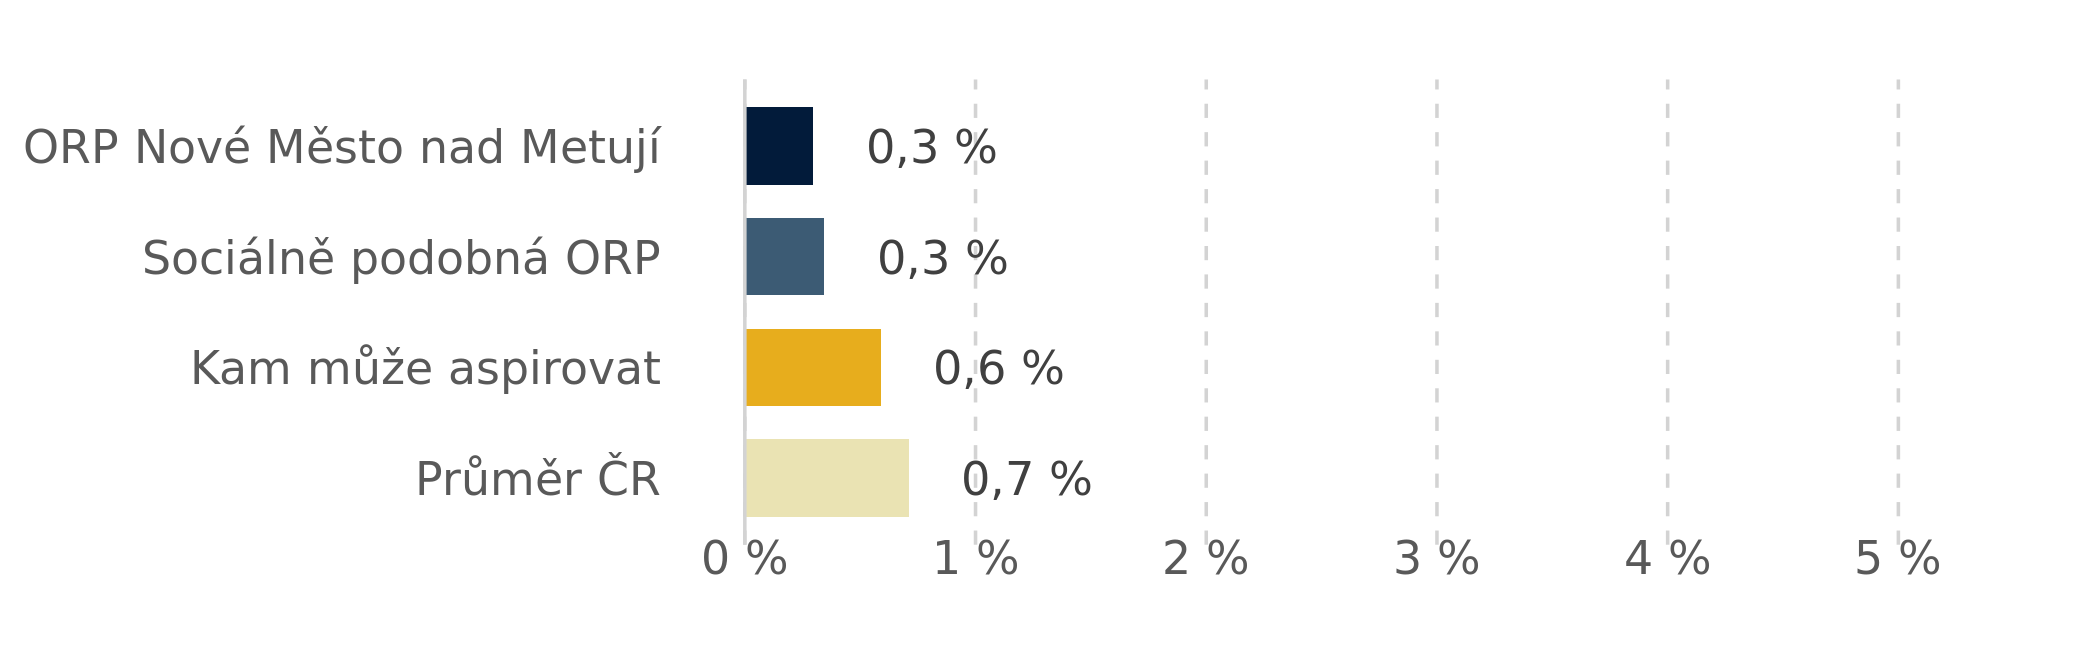 ORP Nové Město nad Metují 0,3 %
Sociálně podobná ORP 0,3 %
Kam může aspirovat 0,6 %
Průměr ČR 0,7 %
0 % 1 % 2 % 3 % 4 % 5 %